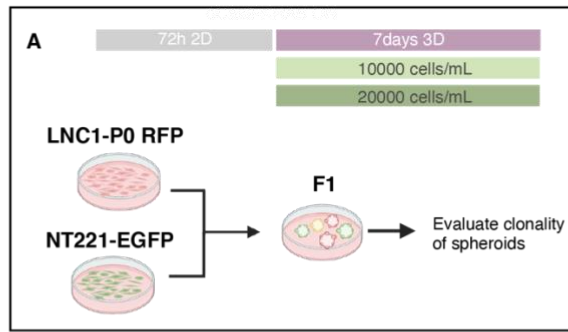 A
72h 2D
7days 3D
10000 cells/mL
20000 cells/mL
LNC1-P0 RFP
F1
NT221-EGFP
Evaluate clonality
of spheroids